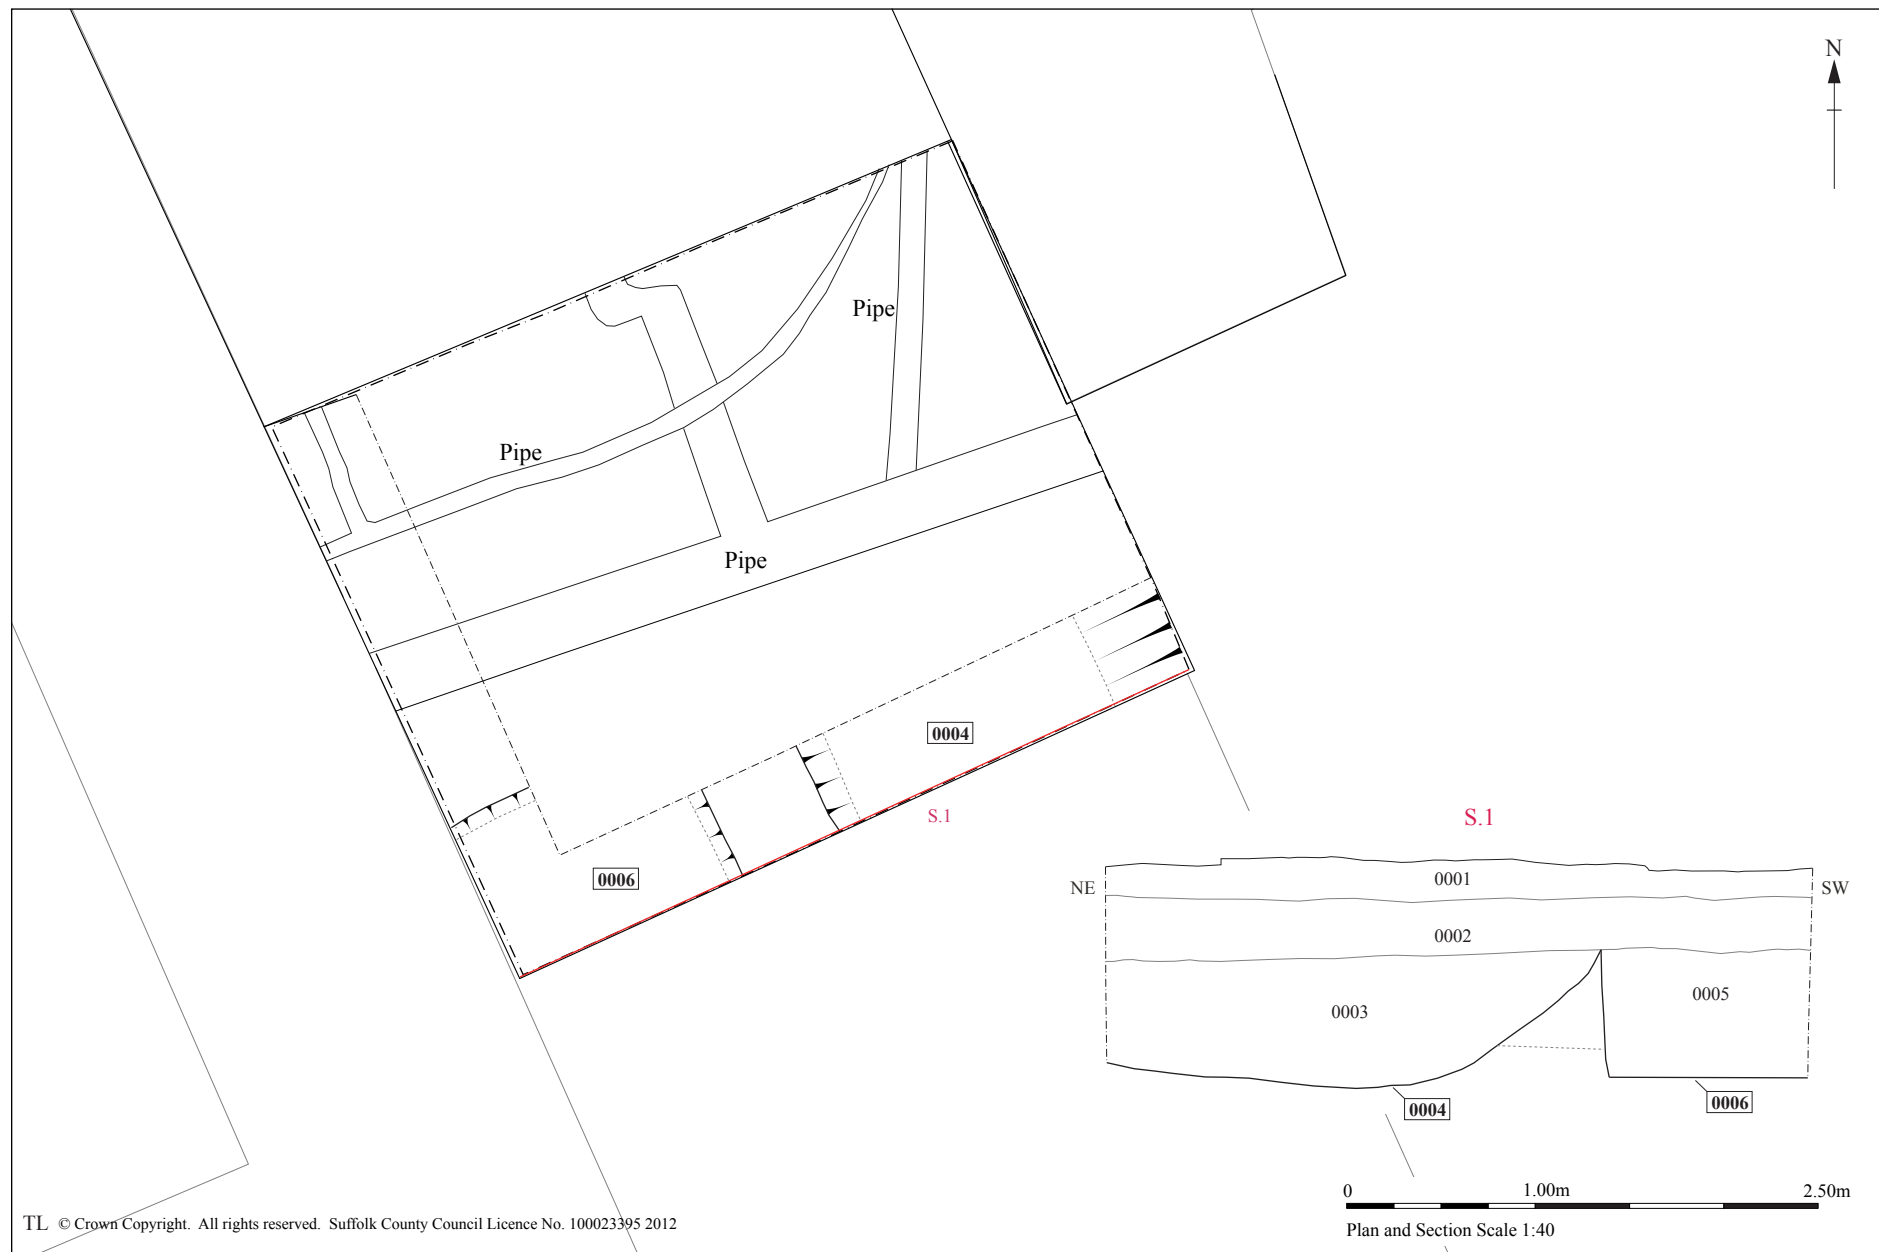 N
Pipe
Pipe
Pipe
0004
S.1
0006
S.1
NE
0001
SW
0002
0003
0005
0004
0006
0 1.00m 2.50m
Plan and Section Scale 1:40
TL © Crown Copyright. All rights reserved. Suffolk County Council Licence No. 100023395 2012